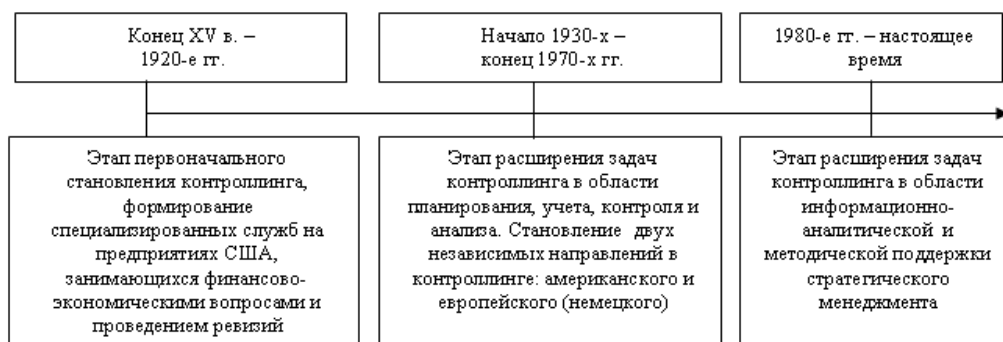 Конец XV в. –
1920-е гг.
Начало 1930-х –
конец 1970-х гг.
1980-е гг. – настоящее
время
Этап первоначального
становления контроллинга,
формирование
специализированных служб на
предприятиях США,
занимающихся финансово-
экономическими вопросами и
проведением ревизий
Этап расширения задач
контроллинга в области
планирования, учета, контроля и
анализа. Становление двух
независимых направлений в
контроллинге: американского и
европейского (немецкого)
Этап расширения задач
контроллинга в области
информационно-
аналитической и
методической поддержки
стратегического
менеджмента